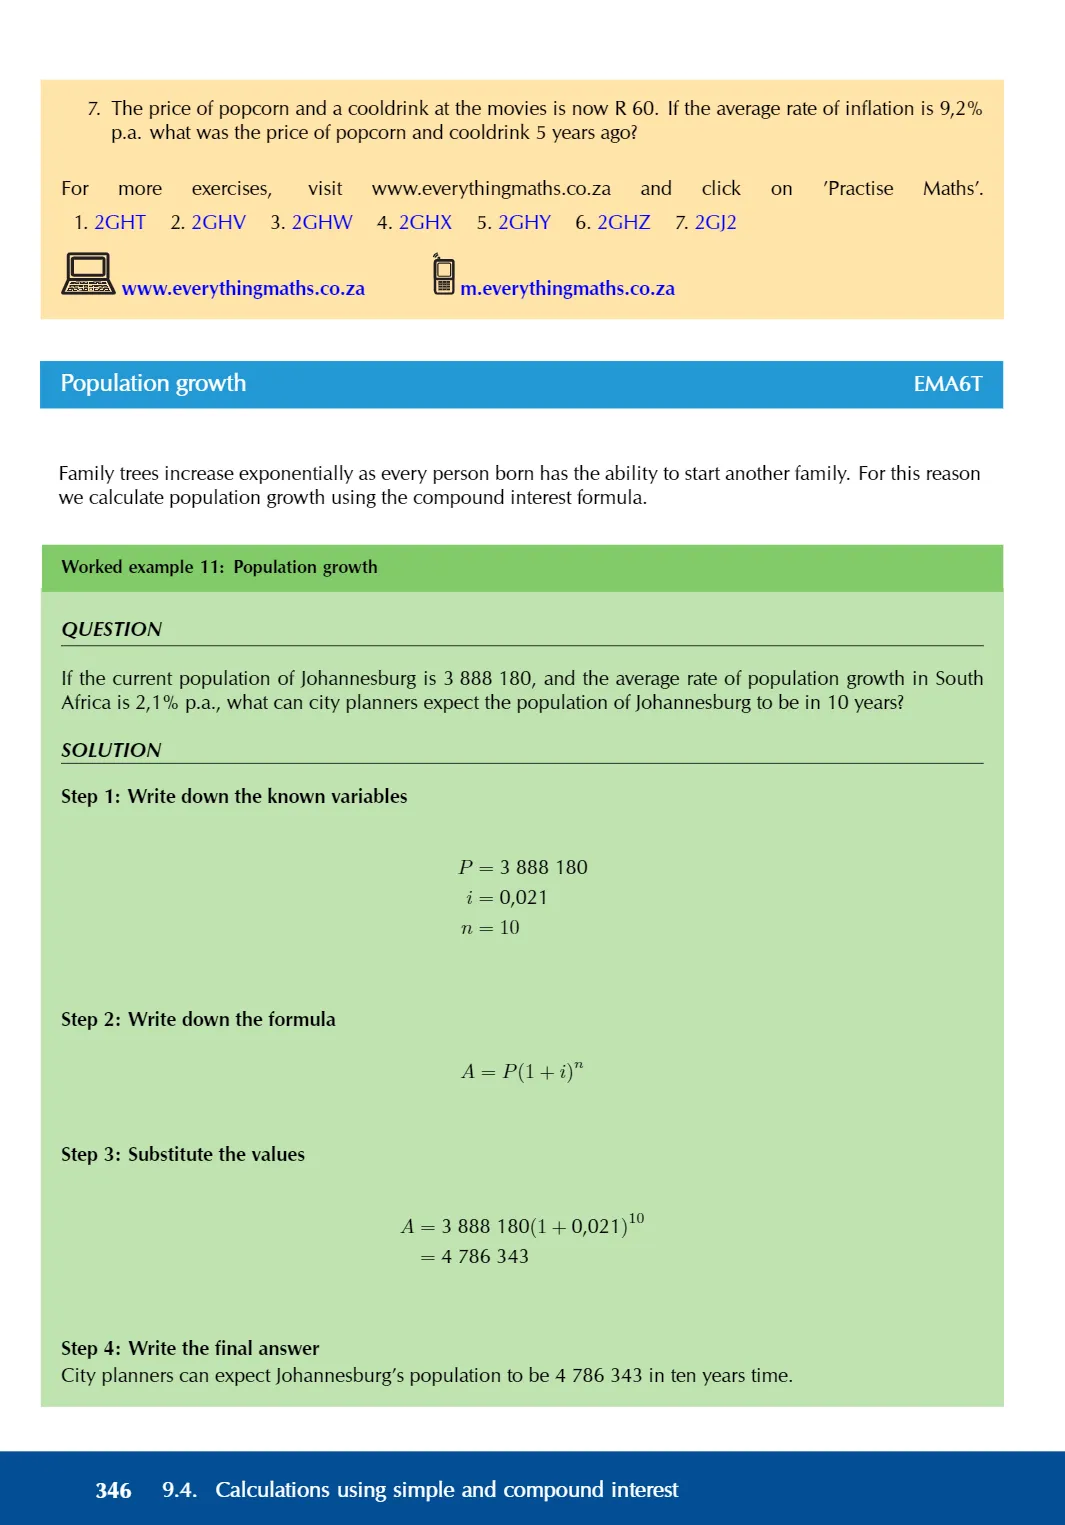 7. The price of popcorn and a cooldrink at the movies is now R 60. If the average rate of inflation is 9,2%
p.a. what was the price of popcorn and cooldrink 5 years ago?
For more exercises, visit www.everythingmaths.co.za and click on ’Practise Maths’.
1. 2GHT 2. 2GHV 3. 2GHW 4. 2GHX 5. 2GHY 6. 2GHZ 7. 2GJ2
www.everythingmaths.co.za m.everythingmaths.co.za
Population growth EMA6T
Family trees increase exponentially as every person born has the ability to start another family. For this reason
we calculate population growth using the compound interest formula.
Worked example 11: Population growth
QUESTION
If the current population of Johannesburg is 3 888 180, and the average rate of population growth in South
Africa is 2,1% p.a., what can city planners expect the population of Johannesburg to be in 10 years?
SOLUTION
Step 1: Write down the known variables
P = 3 888 180
i = 0,021
n = 10
Step 2: Write down the formula
A = P(1 + i)^n
Step 3: Substitute the values
A = 3 888 180(1 + 0,021)^10
= 4 786 343
Step 4: Write the final answer
City planners can expect Johannesburg’s population to be 4 786 343 in ten years time.
346 9.4. Calculations using simple and compound interest